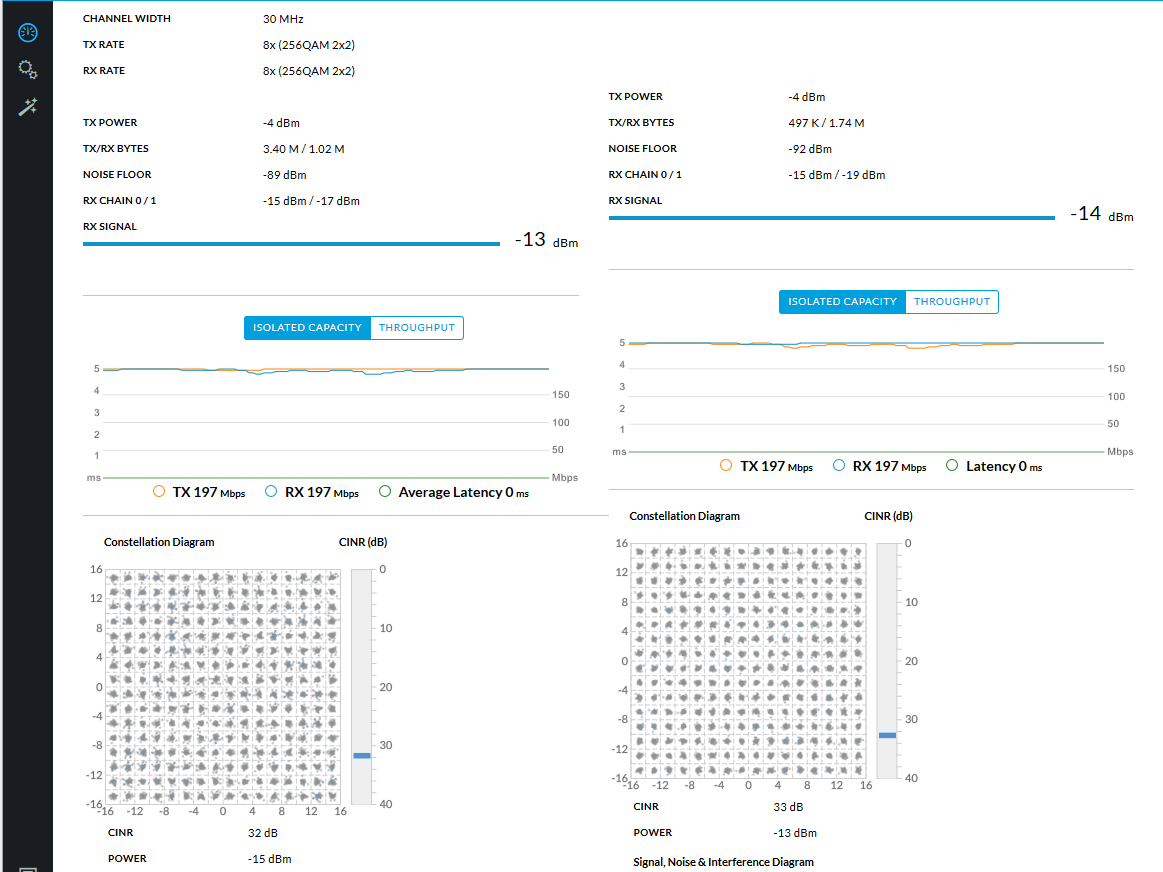 CHANNEL WIDTH 30 MHz
TX RATE 8x (256QAM 2x2)
RX RATE 8x (256QAM 2x2)
TX POWER -4 dBm
TX/RX BYTES 3.40 M / 1.02 M
NOISE FLOOR -89 dBm
RX CHAIN 0 / 1 -15 dBm / -17 dBm
RX SIGNAL
-13 dBm
ISOLATED CAPACITY THROUGHPUT
5
4 150
3 100
2
1 50
ms Mbps
TX 197 Mbps RX 197 Mbps Average Latency 0 ms
Constellation Diagram CINR (dB)
16 0
12
8 10
4
0 20
-4
-8 30
-12
-16 40
-16 -12 -8 -4 0 4 8 12 16
CINR 32 dB
POWER -15 dBm
TX POWER -4 dBm
TX/RX BYTES 497 K / 1.74 M
NOISE FLOOR -92 dBm
RX CHAIN 0 / 1 -15 dBm / -19 dBm
RX SIGNAL
-14 dBm
ISOLATED CAPACITY THROUGHPUT
5
4 150
3 100
2
1 50
ms Mbps
TX 197 Mbps RX 197 Mbps Latency 0 ms
Constellation Diagram CINR (dB)
16 0
12
8 10
4
0 20
-4
-8 30
-12
-16 40
-16 -12 -8 -4 0 4 8 12 16
CINR 33 dB
POWER -13 dBm
Signal, Noise & Interference Diagram